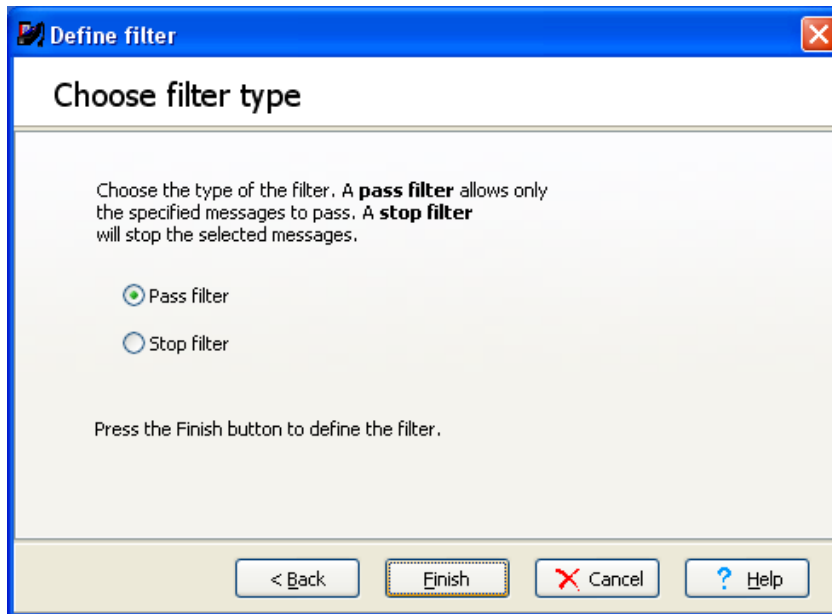 Define filter
Choose filter type
Choose the type of the filter. A pass filter allows only
the specified messages to pass. A stop filter
will stop the selected messages.
Pass filter
Stop filter
Press the Finish button to define the filter.
< Back Finish Cancel ? Help